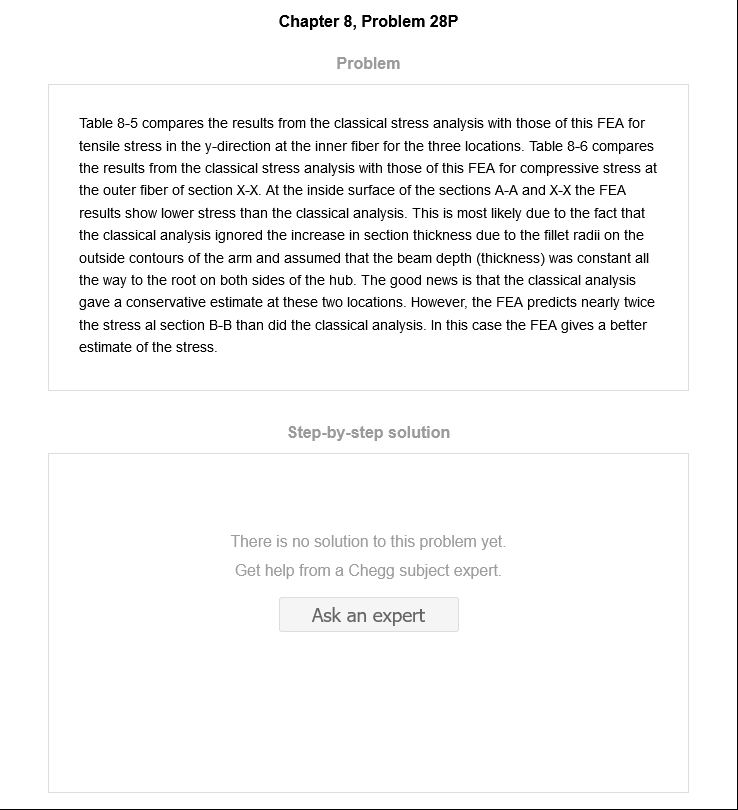 Chapter 8, Problem 28P
Problem
Table 8-5 compares the results from the classical stress analysis with those of this FEA for
tensile stress in the y-direction at the inner fiber for the three locations. Table 8-6 compares
the results from the classical stress analysis with those of this FEA for compressive stress at
the outer fiber of section X-X. At the inside surface of the sections A-A and X-X the FEA
results show lower stress than the classical analysis. This is most likely due to the fact that
the classical analysis ignored the increase in section thickness due to the fillet radii on the
outside contours of the arm and assumed that the beam depth (thickness) was constant all
the way to the root on both sides of the hub. The good news is that the classical analysis
gave a conservative estimate at these two locations. However, the FEA predicts nearly twice
the stress al section B-B than did the classical analysis. In this case the FEA gives a better
estimate of the stress.
Step-by-step solution
There is no solution to this problem yet.
Get help from a Chegg subject expert.
Ask an expert